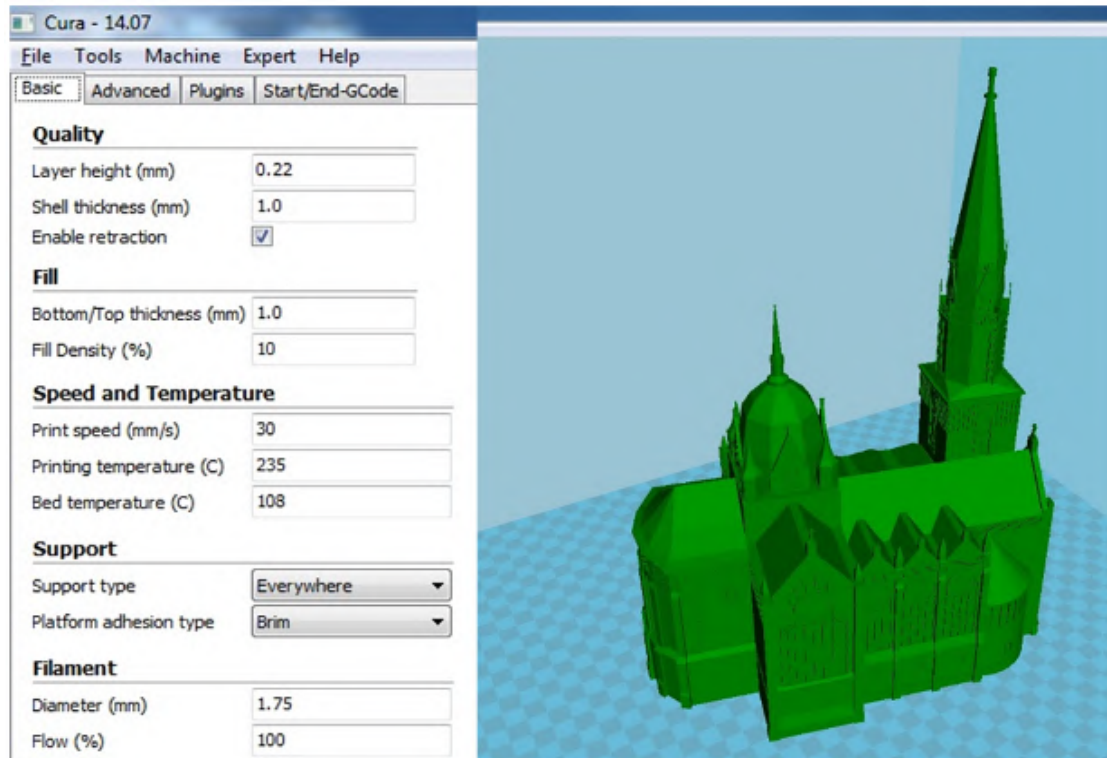 Cura - 14.07
File Tools Machine Expert Help
Basic Advanced Plugins Start/End-GCode
Quality
Layer height (mm) 0.22
Shell thickness (mm) 1.0
Enable retraction
Fill
Bottom/Top thickness (mm) 1.0
Fill Density (%) 10
Speed and Temperature
Print speed (mm/s) 30
Printing temperature (C) 235
Bed temperature (C) 108
Support
Support type Everywhere
Platform adhesion type Brim
Filament
Diameter (mm) 1.75
Flow (%) 100